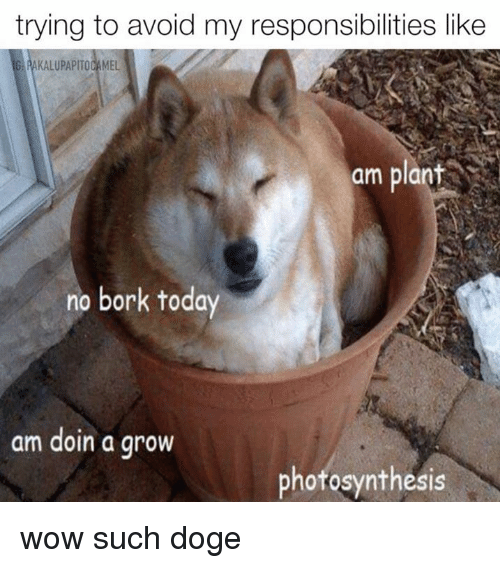 trying to avoid my responsibilities like
IG: PAKALUPAPITOCAMEL
am plant
no bork today
am doin a grow
photosynthesis
wow such doge